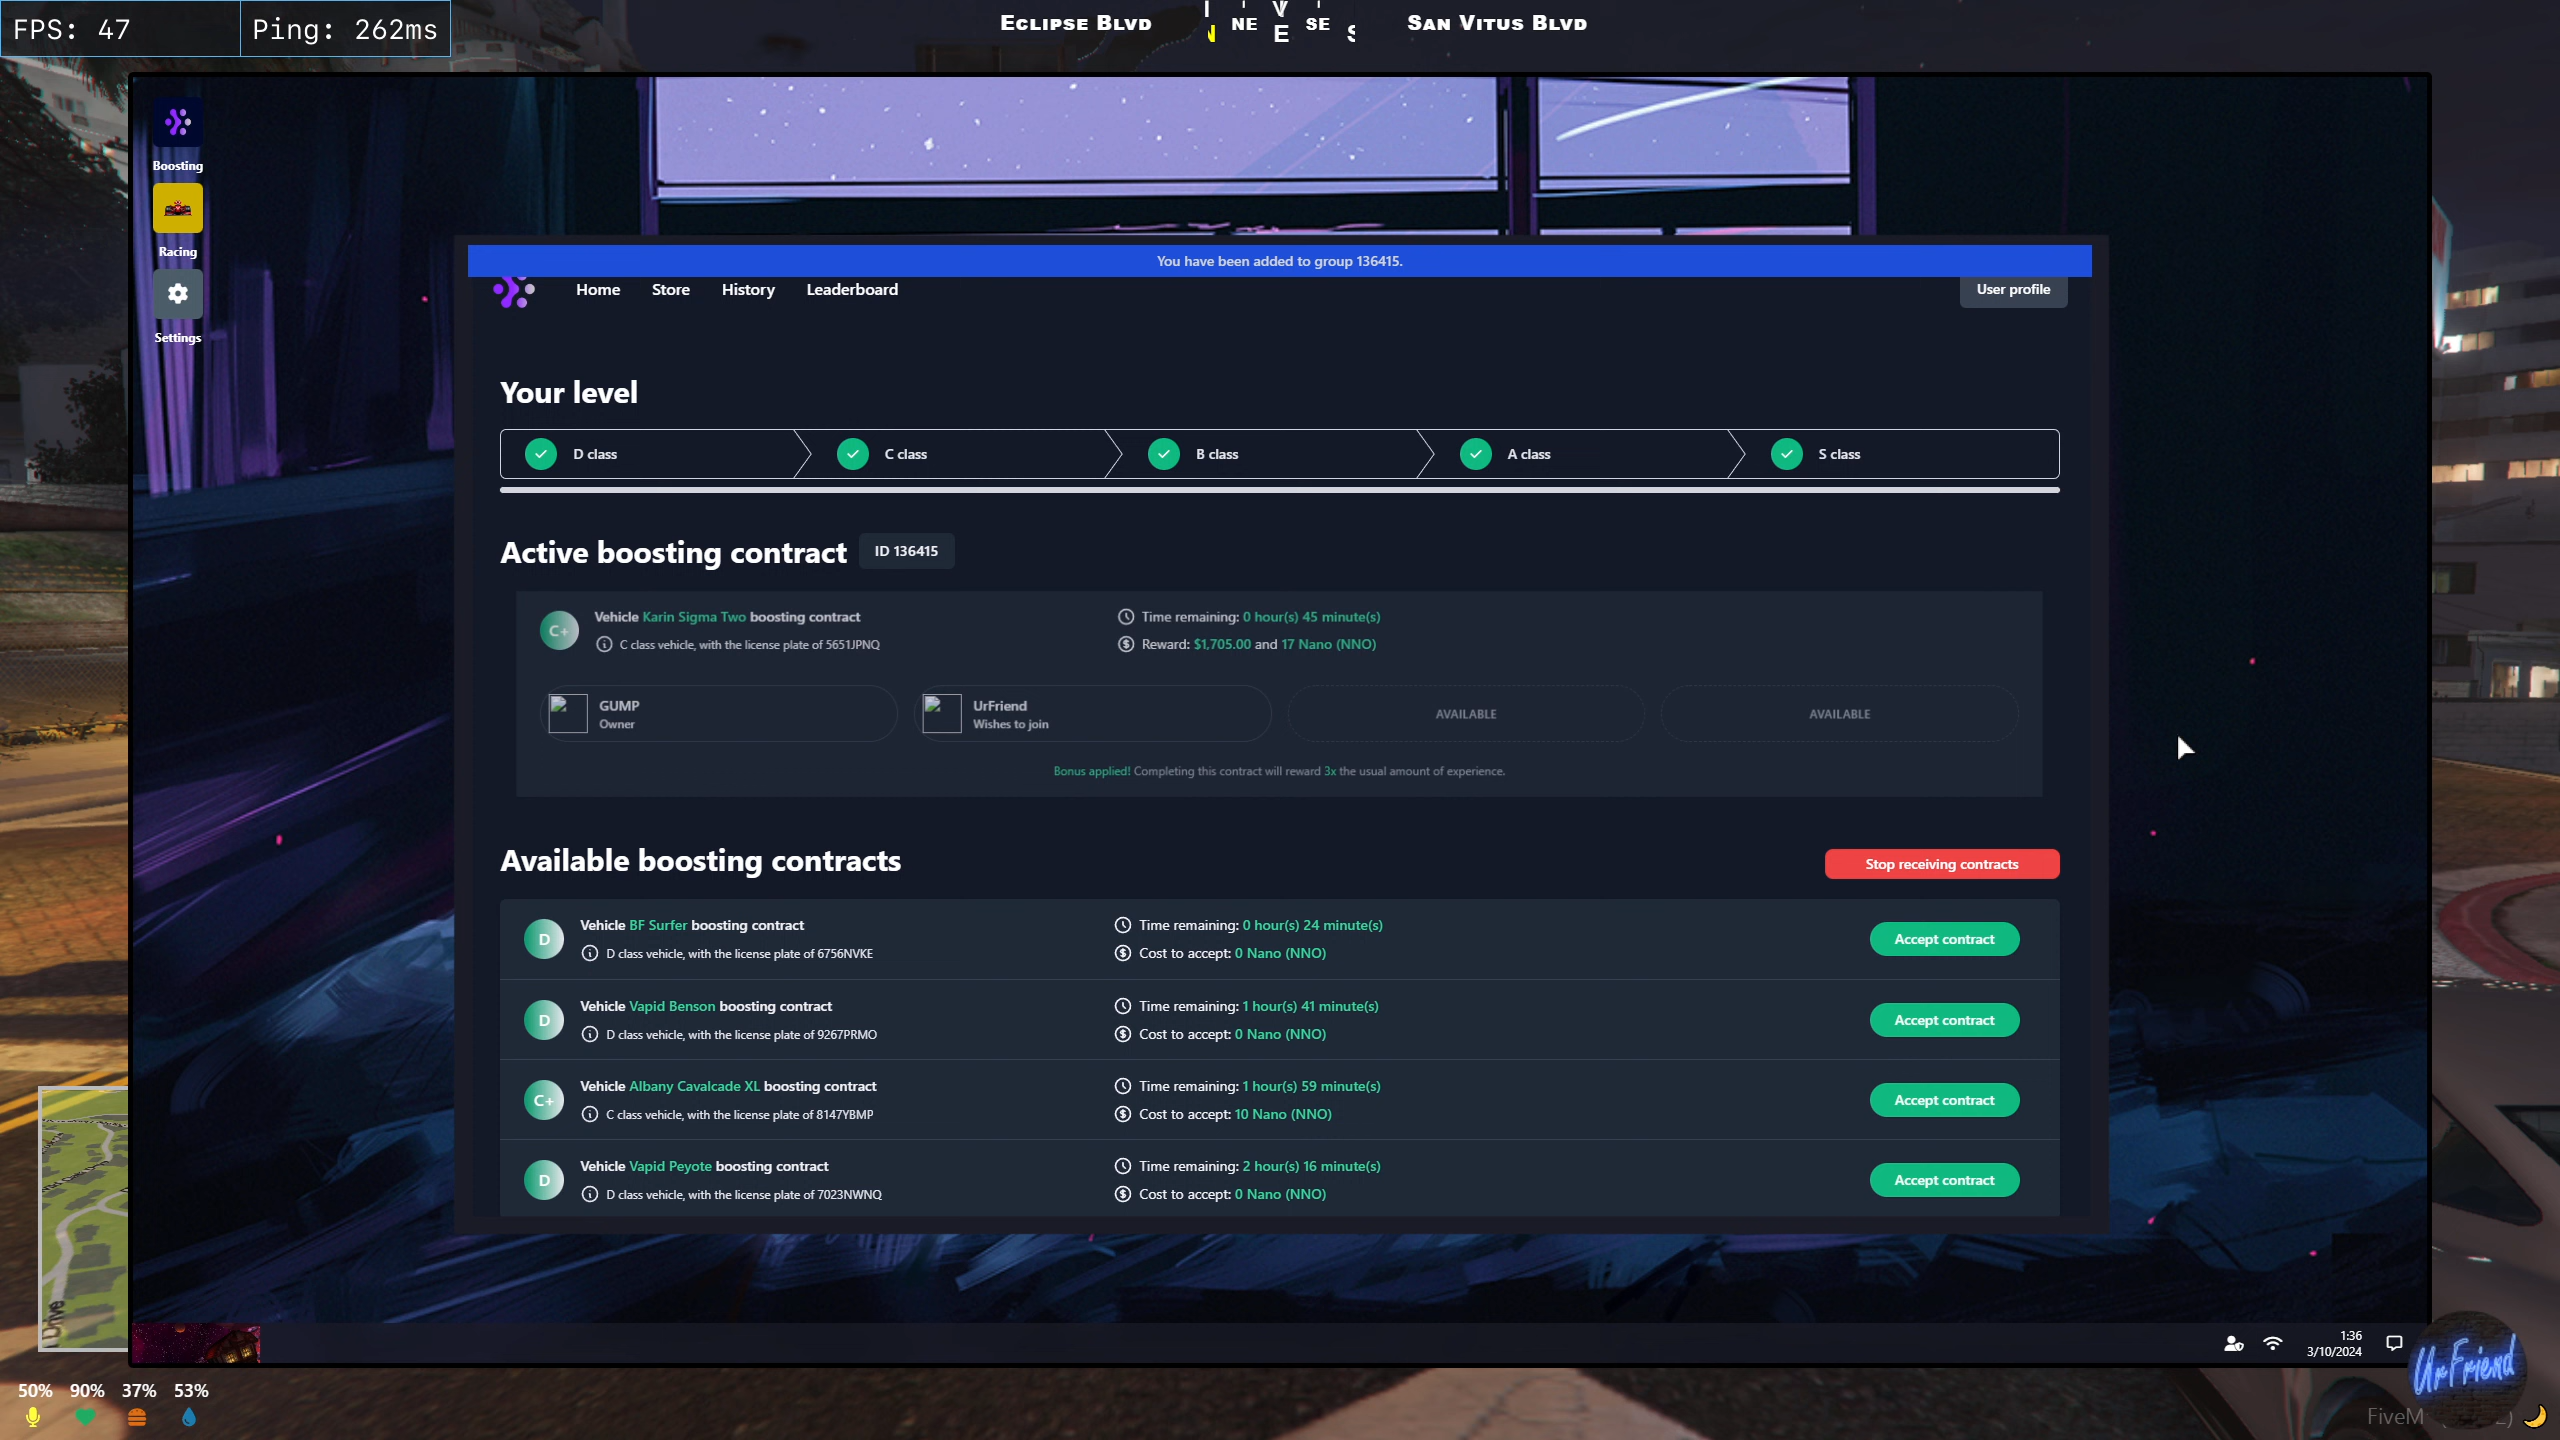 FPS: 47
Ping: 262ms
Eclipse Blvd
N
NE
E
SE
San Vitus Blvd
Boosting
Racing
Settings
You have been added to group 136415.
Home
Store
History
Leaderboard
User profile
Your level
D class
C class
B class
A class
S class
Active boosting contract
ID 136415
C+
Vehicle Karin Sigma Two boosting contract
C class vehicle, with the license plate of 5651JPNQ
Time remaining: 0 hour(s) 45 minute(s)
Reward: $1,705.00 and 17 Nano (NNO)
GUMP
Owner
UrFriend
Wishes to join
AVAILABLE
AVAILABLE
Bonus applied! Completing this contract will reward 3x the usual amount of experience.
Available boosting contracts
Stop receiving contracts
D
Vehicle BF Surfer boosting contract
D class vehicle, with the license plate of 6756NVKE
Time remaining: 0 hour(s) 24 minute(s)
Cost to accept: 0 Nano (NNO)
Accept contract
D
Vehicle Vapid Benson boosting contract
D class vehicle, with the license plate of 9267PRMO
Time remaining: 1 hour(s) 41 minute(s)
Cost to accept: 0 Nano (NNO)
Accept contract
C+
Vehicle Albany Cavalcade XL boosting contract
C class vehicle, with the license plate of 8147YBMP
Time remaining: 1 hour(s) 59 minute(s)
Cost to accept: 10 Nano (NNO)
Accept contract
D
Vehicle Vapid Peyote boosting contract
D class vehicle, with the license plate of 7023NWNQ
Time remaining: 2 hour(s) 16 minute(s)
Cost to accept: 0 Nano (NNO)
Accept contract
Drive
1:36
3/10/2024
UrFriend
50% 90% 37% 53%
FiveM